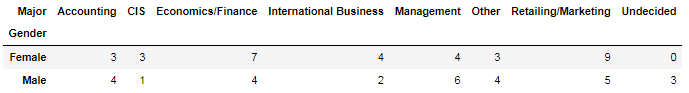 Major Accounting CIS Economics/Finance International Business Management Other Retailing/Marketing Undecided
Gender
Female 3 3 7 4 4 3 9 0
Male 4 1 4 2 6 4 5 3